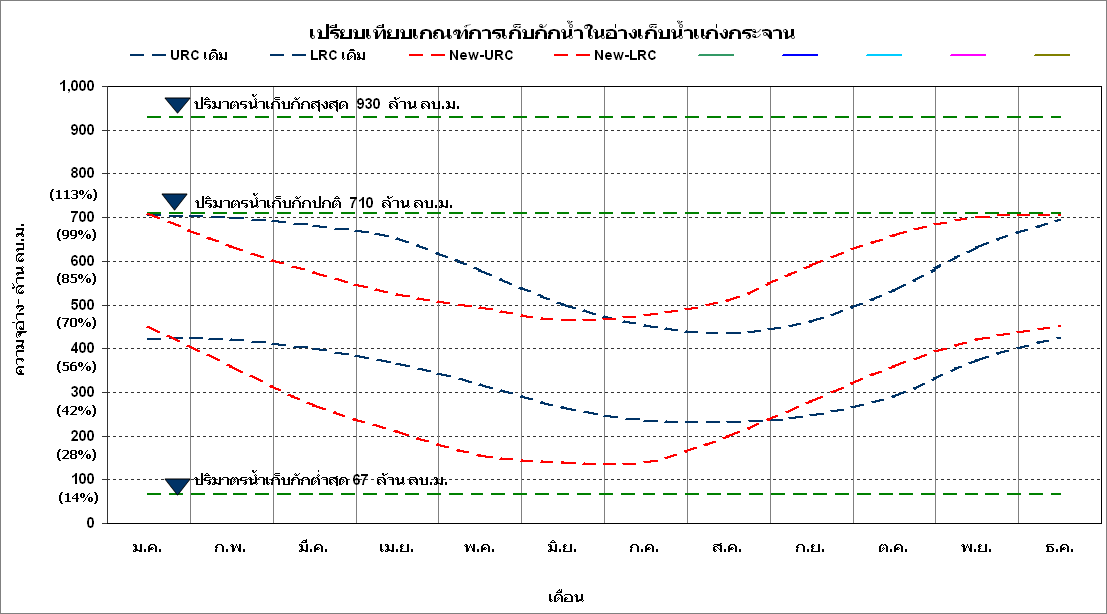 เปรียบเทียบเกณฑ์การเก็บกักน้ำในอ่างเก็บน้ำแก่งกระจาน
URC เดิม LRC เดิม New-URC New-LRC
1,000
ปริมาตรน้ำเก็บกักสูงสุด 930 ล้าน ลบ.ม.
900
800
(113%)
ปริมาตรน้ำเก็บกักปกติ 710 ล้าน ลบ.ม.
700
(99%)
600
(85%)
500
(70%)
400
(56%)
300
(42%)
200
(28%)
100
ปริมาตรน้ำเก็บกักต่ำสุด 67 ล้าน ลบ.ม.
(14%)
0
ความจุอ่าง- ล้าน ลบ.ม.
ม.ค. ก.พ. มี.ค. เม.ย. พ.ค. มิ.ย. ก.ค. ส.ค. ก.ย. ต.ค. พ.ย. ธ.ค.
เดือน